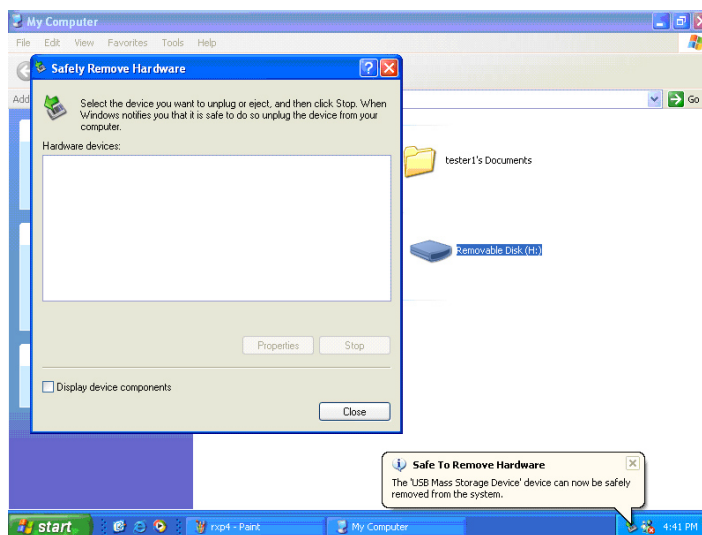 My Computer
File Edit View Favorites Tools Help
Safely Remove Hardware
Select the device you want to unplug or eject, and then click Stop. When
Windows notifies you that it is safe to do so unplug the device from your
computer.
Hardware devices:
Properties Stop
Display device components
Close
Add
Go
tester1's Documents
Removable Disk (H:)
Safe To Remove Hardware
The 'USB Mass Storage Device' device can now be safely
removed from the system.
start
rxp4 - Paint
My Computer
4:41 PM